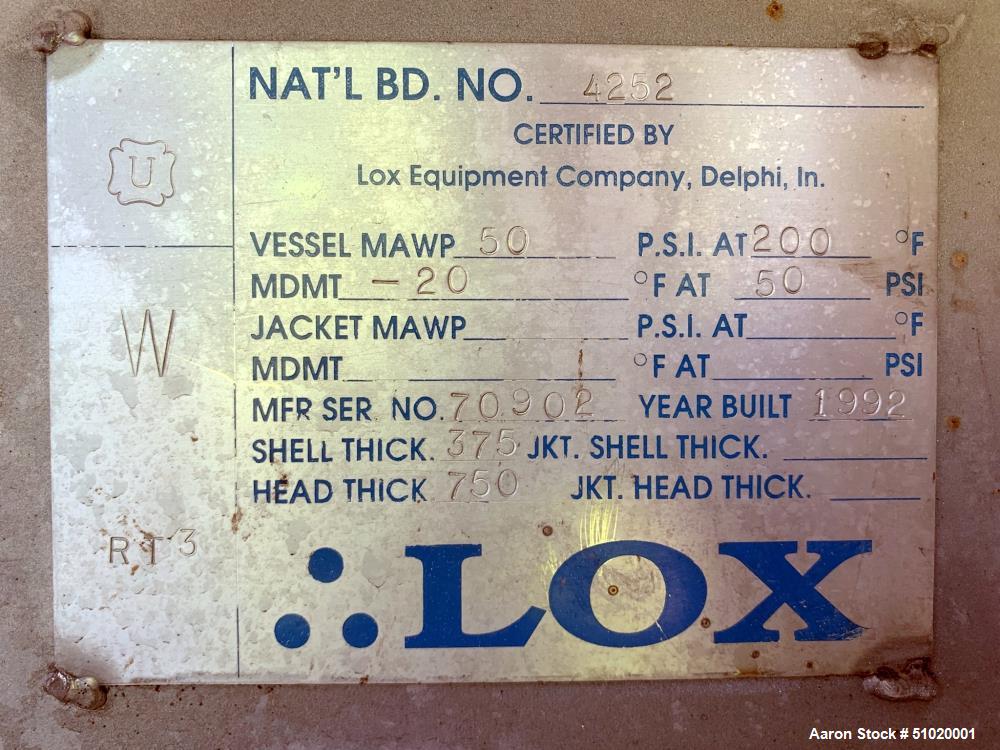 NAT'L BD. NO. 4252
CERTIFIED BY
Lox Equipment Company, Delphi, In.
U
VESSEL MAWP 50 P.S.I. AT 200 °F
MDMT -20 °F AT 50 PSI
JACKET MAWP P.S.I. AT °F
W
MDMT °F AT PSI
MFR SER NO. 70902 YEAR BUILT 1992
SHELL THICK. 375 JKT. SHELL THICK.
HEAD THICK 750 JKT. HEAD THICK.
RT3
LOX
Aaron Stock # 51020001